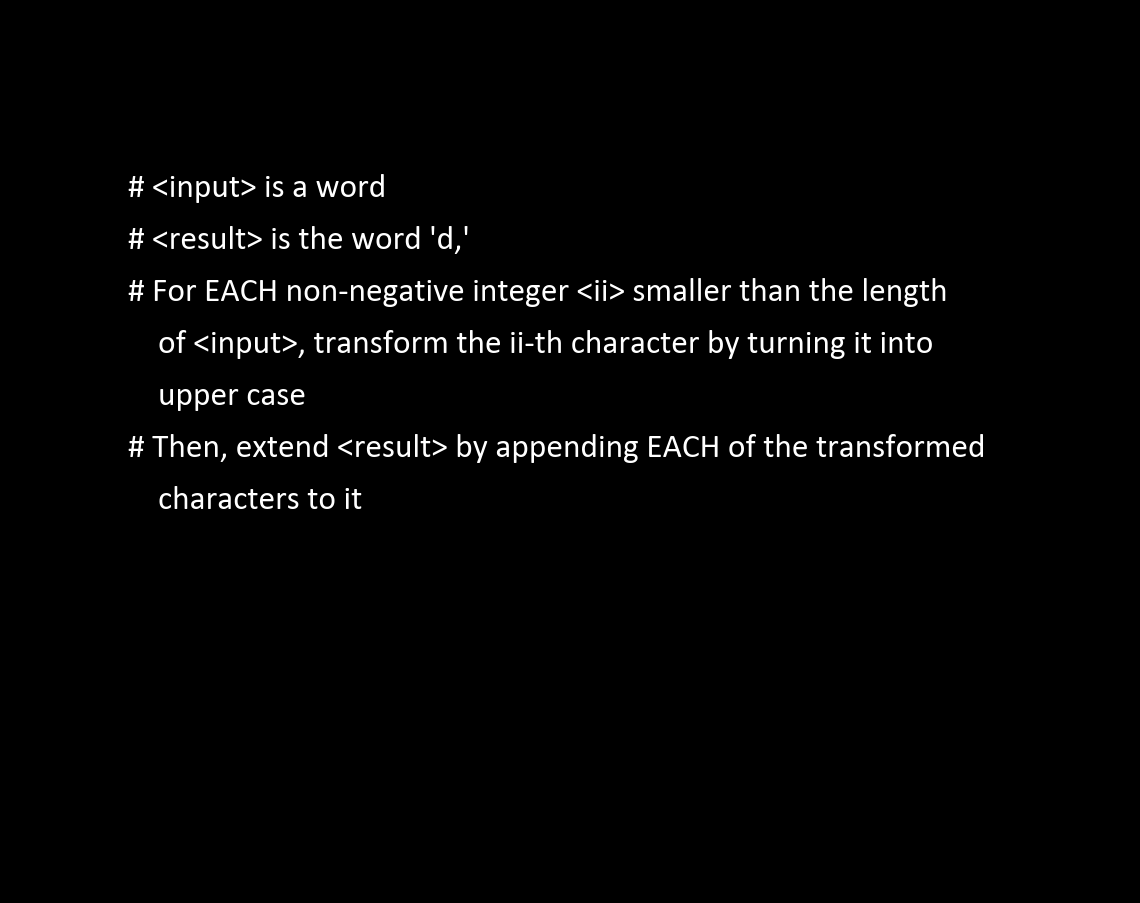 # <input> is a word
# <result> is the word 'd,'
# For EACH non-negative integer <ii> smaller than the length
of <input>, transform the ii-th character by turning it into
upper case
# Then, extend <result> by appending EACH of the transformed
characters to it